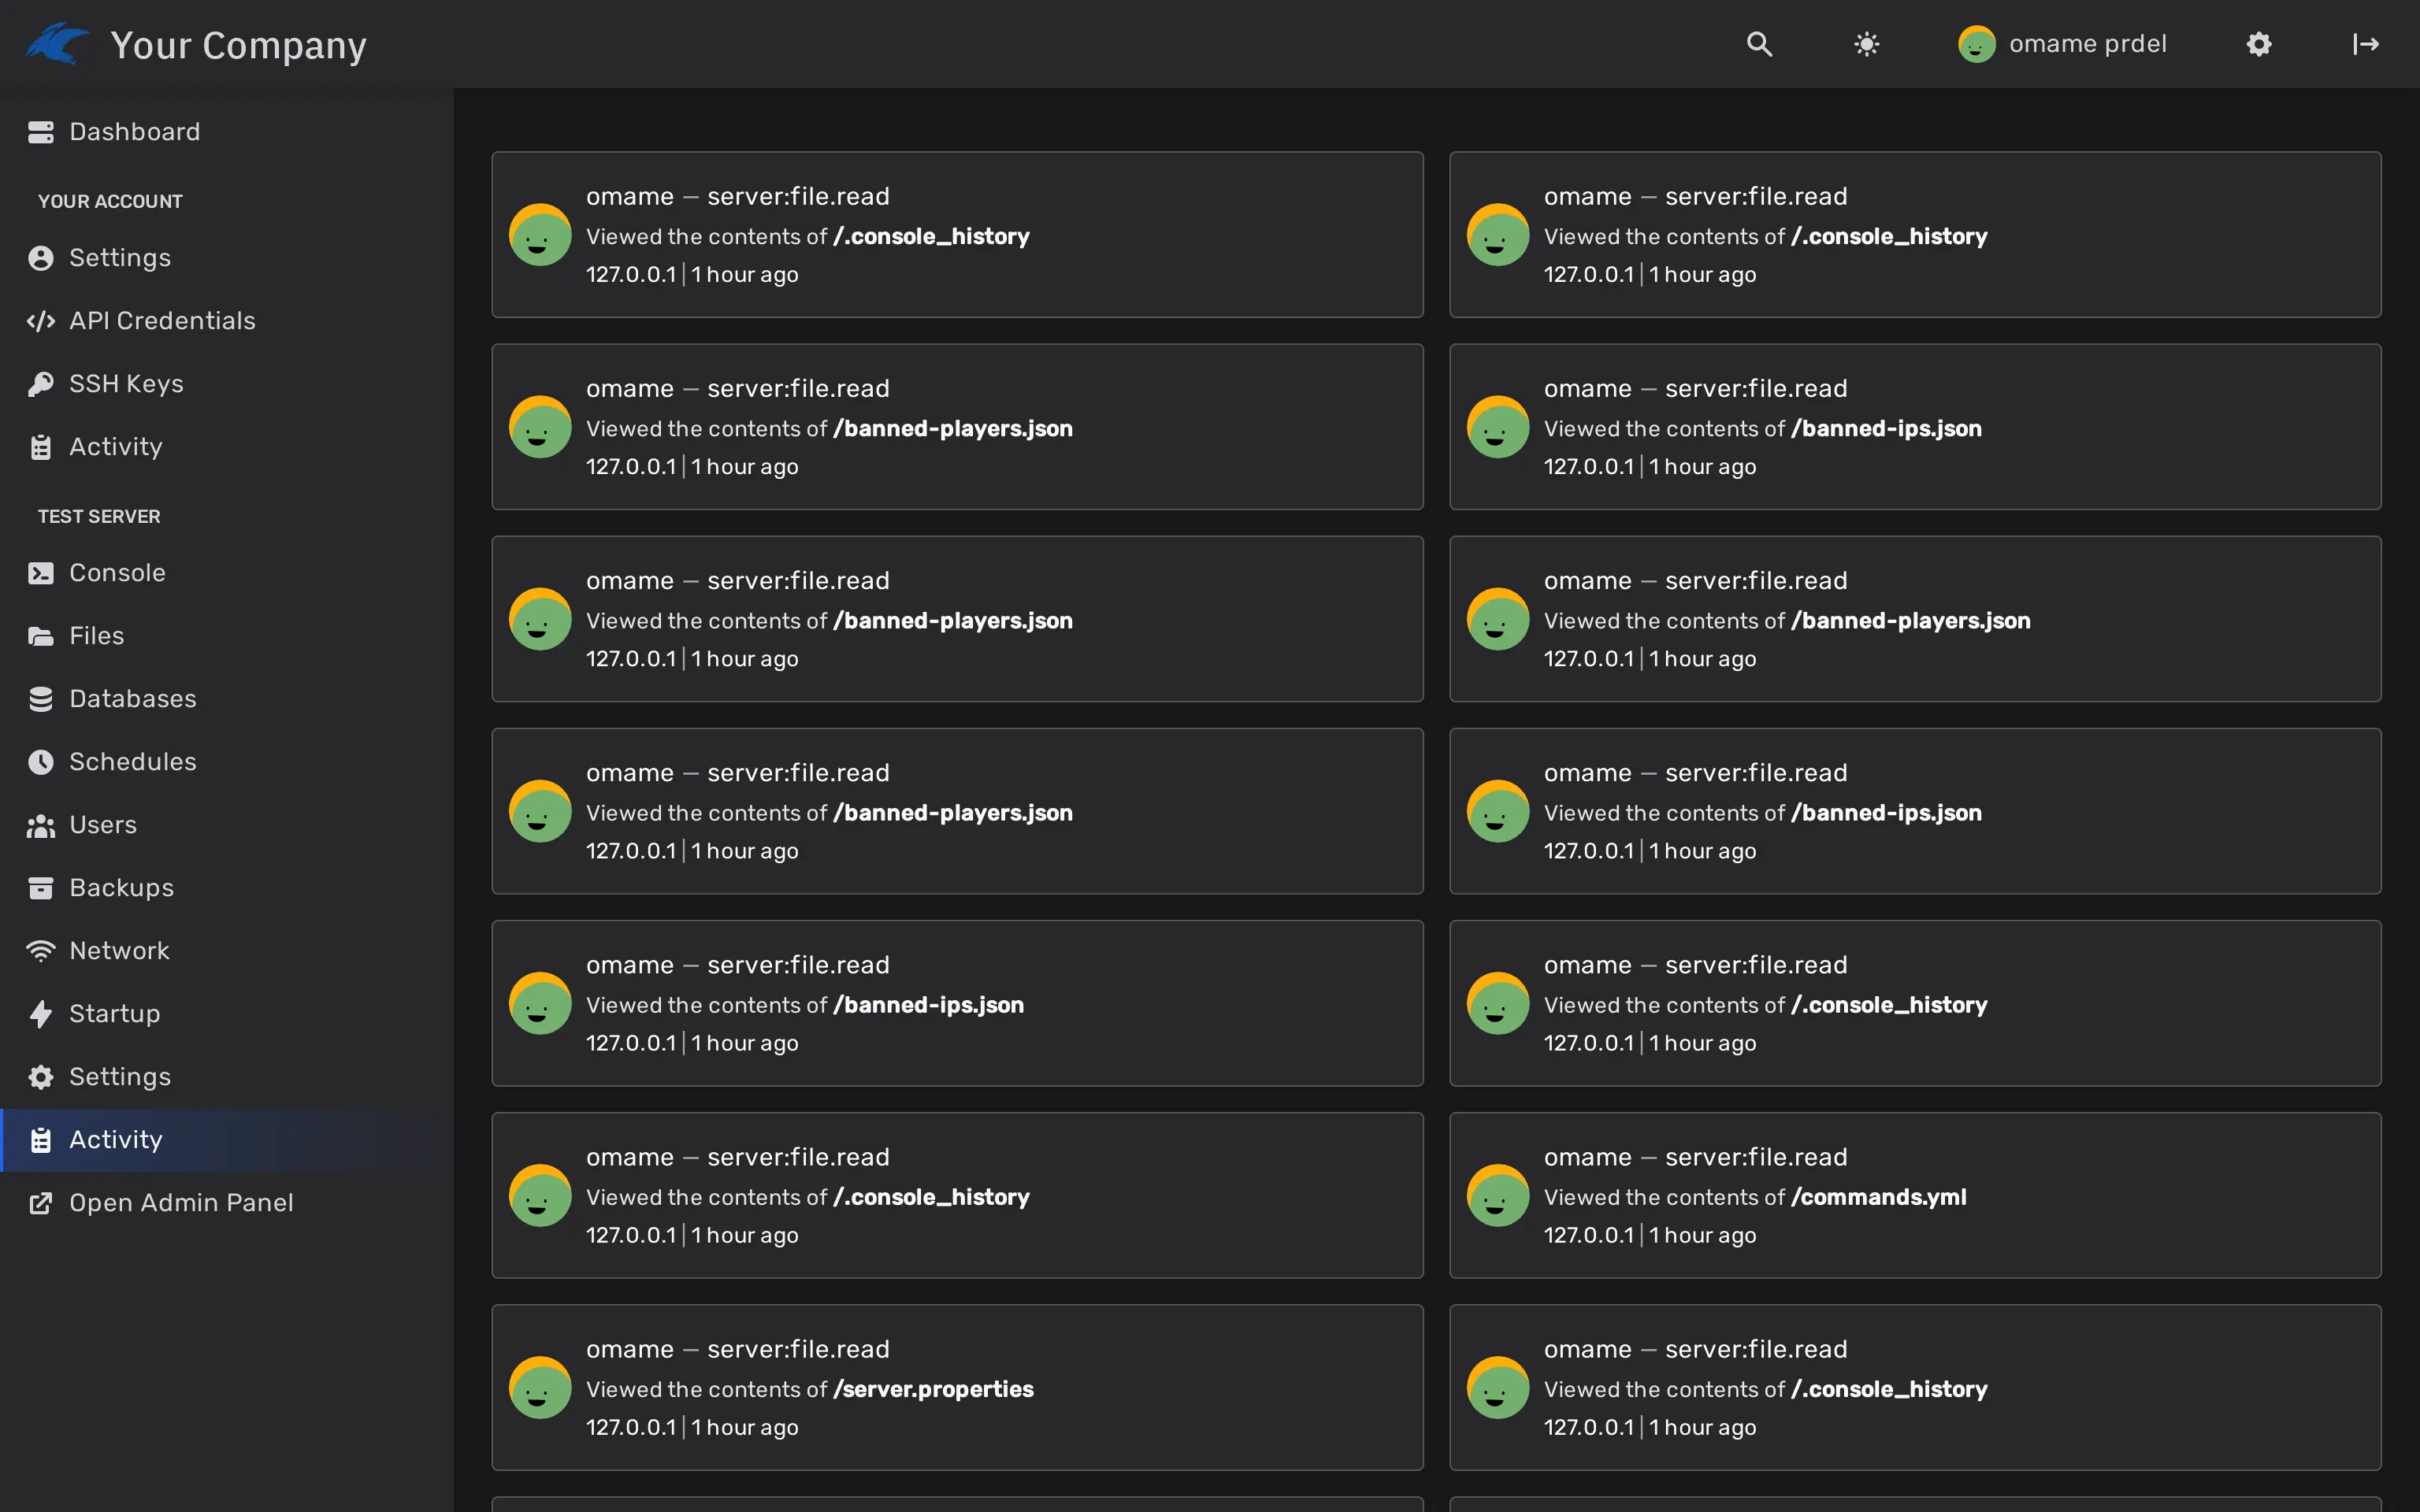 Your Company
omame prdel
Dashboard
YOUR ACCOUNT
Settings
API Credentials
SSH Keys
Activity
TEST SERVER
Console
Files
Databases
Schedules
Users
Backups
Network
Startup
Settings
Activity
Open Admin Panel
omame — server:file.read
Viewed the contents of /.console_history
127.0.0.1 | 1 hour ago
omame — server:file.read
Viewed the contents of /.console_history
127.0.0.1 | 1 hour ago
omame — server:file.read
Viewed the contents of /banned-players.json
127.0.0.1 | 1 hour ago
omame — server:file.read
Viewed the contents of /banned-ips.json
127.0.0.1 | 1 hour ago
omame — server:file.read
Viewed the contents of /banned-players.json
127.0.0.1 | 1 hour ago
omame — server:file.read
Viewed the contents of /banned-players.json
127.0.0.1 | 1 hour ago
omame — server:file.read
Viewed the contents of /banned-players.json
127.0.0.1 | 1 hour ago
omame — server:file.read
Viewed the contents of /banned-ips.json
127.0.0.1 | 1 hour ago
omame — server:file.read
Viewed the contents of /banned-ips.json
127.0.0.1 | 1 hour ago
omame — server:file.read
Viewed the contents of /.console_history
127.0.0.1 | 1 hour ago
omame — server:file.read
Viewed the contents of /.console_history
127.0.0.1 | 1 hour ago
omame — server:file.read
Viewed the contents of /commands.yml
127.0.0.1 | 1 hour ago
omame — server:file.read
Viewed the contents of /server.properties
127.0.0.1 | 1 hour ago
omame — server:file.read
Viewed the contents of /.console_history
127.0.0.1 | 1 hour ago